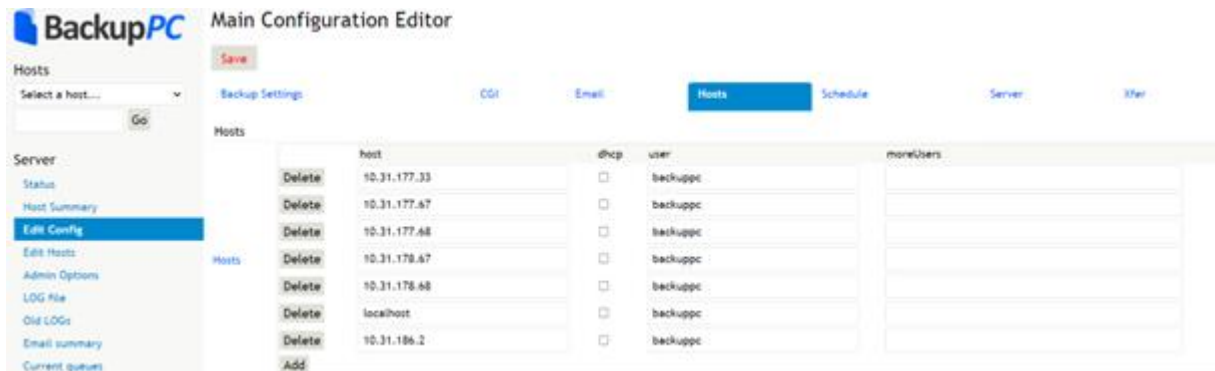 BackupPC
Main Configuration Editor
Save
Hosts
Select a host...
Go
Backup Settings
CGI
Email
Hosts
Schedule
Server
Xfer
Hosts
Server
Status
Host Summary
Edit Config
Edit Hosts
Admin Options
LOG file
Old LOGs
Email summary
Current queues
host dhcp user moreUsers
Delete 10.31.177.33 backuppc
Delete 10.31.177.67 backuppc
Delete 10.31.177.68 backuppc
Hosts Delete 10.31.178.67 backuppc
Delete 10.31.178.68 backuppc
Delete localhost backuppc
Delete 10.31.186.2 backuppc
Add